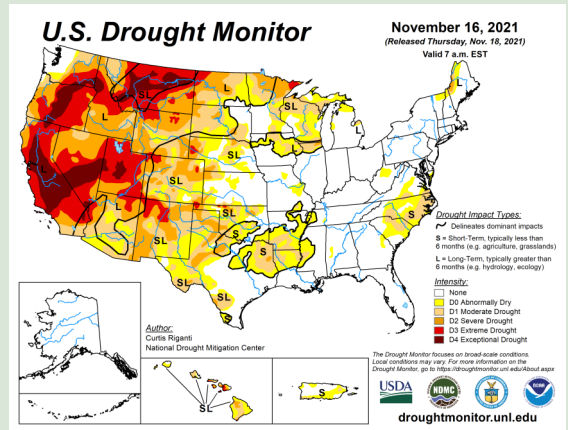 U.S. Drought Monitor
November 16, 2021
(Released Thursday, Nov. 18, 2021)
Valid 7 a.m. EST
L
SL
L
SL
L
L
L
L
SL
L
SL
S
SL
S
S
SL
L
SL
SL
S
Drought Impact Types:
Delineates dominant impacts
S = Short-Term, typically less than
6 months (e.g. agriculture, grasslands)
L = Long-Term, typically greater than
6 months (e.g. hydrology, ecology)
Intensity:
None
D0 Abnormally Dry
D1 Moderate Drought
D2 Severe Drought
D3 Extreme Drought
D4 Exceptional Drought
Author:
Curtis Riganti
National Drought Mitigation Center
SL
S
The Drought Monitor focuses on broad-scale conditions.
Local conditions may vary. For more information on the
Drought Monitor, go to https://droughtmonitor.unl.edu/About.aspx
USDA
NDMC
NOAA
droughtmonitor.unl.edu